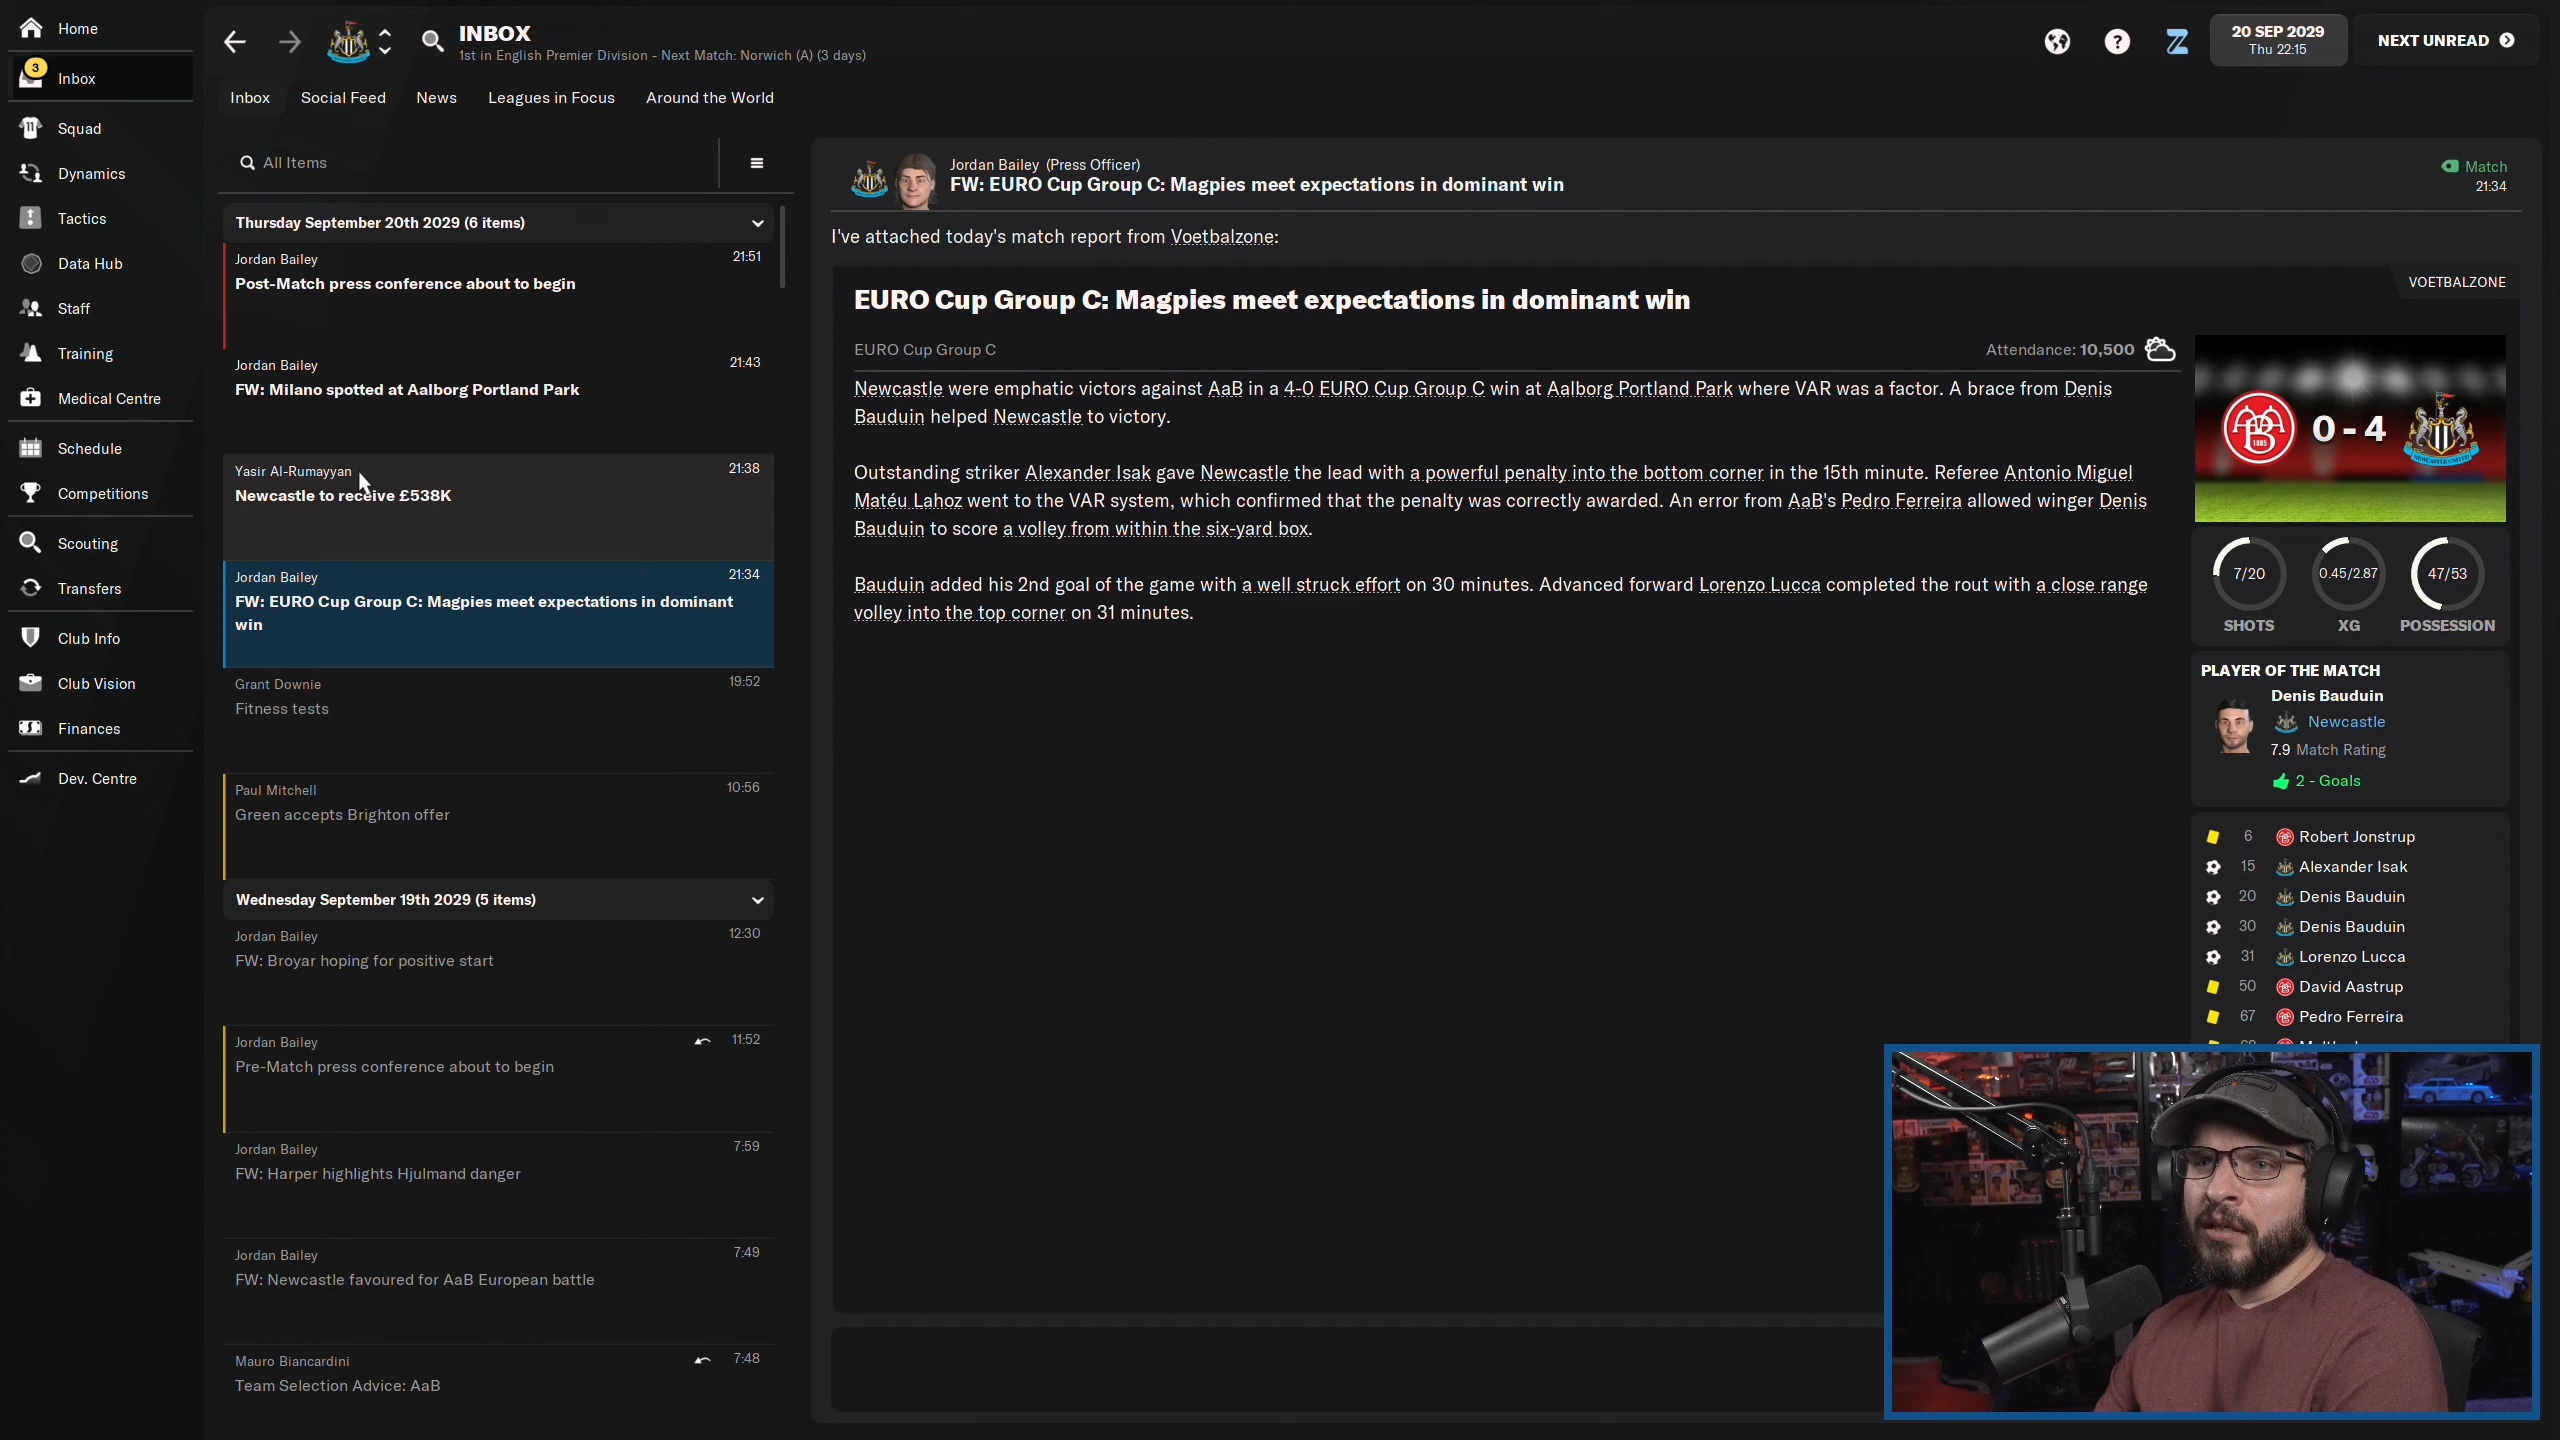 Home
3
Inbox
Squad
Dynamics
Tactics
Data Hub
Staff
Training
Medical Centre
Schedule
Competitions
Scouting
Transfers
Club Info
Club Vision
Finances
Dev. Centre
INBOX
1st in English Premier Division - Next Match: Norwich (A) (3 days)
20 SEP 2029
Thu 22:15
NEXT UNREAD
Inbox
Social Feed
News
Leagues in Focus
Around the World
All Items
Thursday September 20th 2029 (6 items)
Jordan Bailey 21:51
Post-Match press conference about to begin
Jordan Bailey 21:43
FW: Milano spotted at Aalborg Portland Park
Yasir Al-Rumayyan 21:38
Newcastle to receive £538K
Jordan Bailey 21:34
FW: EURO Cup Group C: Magpies meet expectations in dominant
win
Grant Downie 19:52
Fitness tests
Paul Mitchell 10:56
Green accepts Brighton offer
Wednesday September 19th 2029 (5 items)
Jordan Bailey 12:30
FW: Broyar hoping for positive start
Jordan Bailey 11:52
Pre-Match press conference about to begin
Jordan Bailey 7:59
FW: Harper highlights Hjulmand danger
Jordan Bailey 7:49
FW: Newcastle favoured for AaB European battle
Mauro Biancardini 7:48
Team Selection Advice: AaB
Jordan Bailey (Press Officer)
FW: EURO Cup Group C: Magpies meet expectations in dominant win
Match
21:34
I've attached today's match report from Voetbalzone:
VOETBALZONE
EURO Cup Group C: Magpies meet expectations in dominant win
EURO Cup Group C
Attendance: 10,500
Newcastle were emphatic victors against AaB in a 4-0 EURO Cup Group C win at Aalborg Portland Park where VAR was a factor. A brace from Denis
Bauduin helped Newcastle to victory.
Outstanding striker Alexander Isak gave Newcastle the lead with a powerful penalty into the bottom corner in the 15th minute. Referee Antonio Miguel
Matéu Lahoz went to the VAR system, which confirmed that the penalty was correctly awarded. An error from AaB's Pedro Ferreira allowed winger Denis
Bauduin to score a volley from within the six-yard box.
Bauduin added his 2nd goal of the game with a well struck effort on 30 minutes. Advanced forward Lorenzo Lucca completed the rout with a close range
volley into the top corner on 31 minutes.
0 - 4
7/20
0.45/2.87
47/53
SHOTS
XG
POSSESSION
PLAYER OF THE MATCH
Denis Bauduin
Newcastle
7.9 Match Rating
2 - Goals
6 Robert Jonstrup
15 Alexander Isak
20 Denis Bauduin
30 Denis Bauduin
31 Lorenzo Lucca
50 David Aastrup
67 Pedro Ferreira